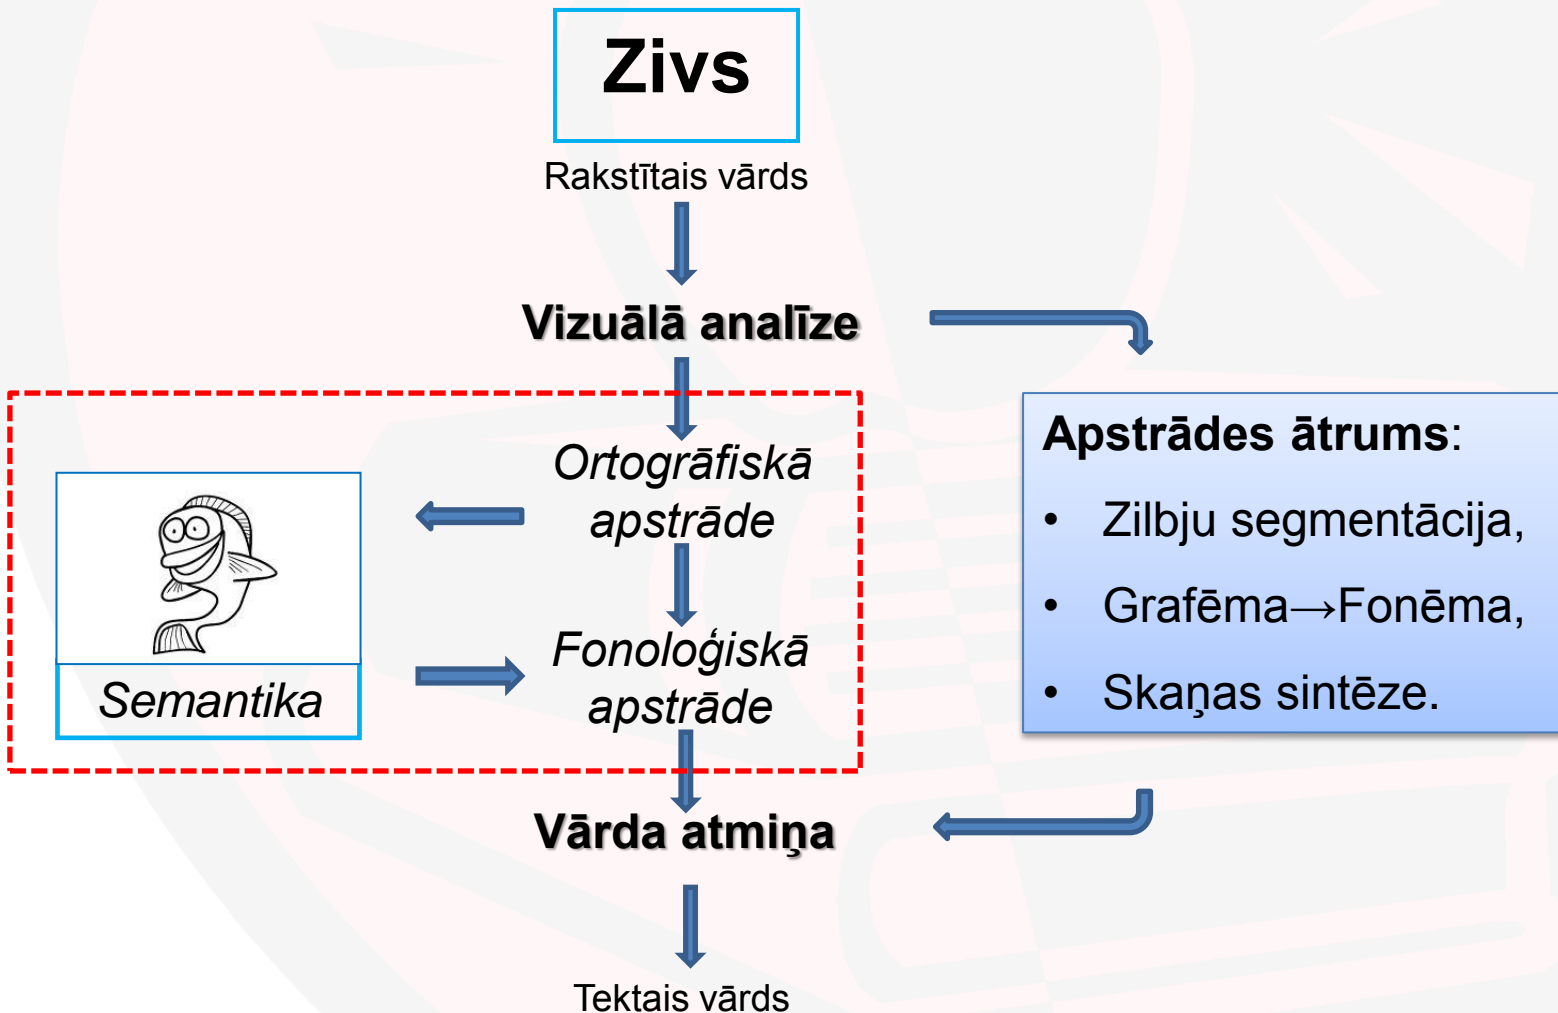 Zivs
Rakstītais vārds
Vizuālā analīze
Ortogrāfiskā
apstrāde
Semantika
Fonoloģiskā
apstrāde
Apstrādes ātrums:
• Zilbju segmentācija,
• Grafēma→Fonēma,
• Skaņas sintēze.
Vārda atmiņa
Tektais vārds